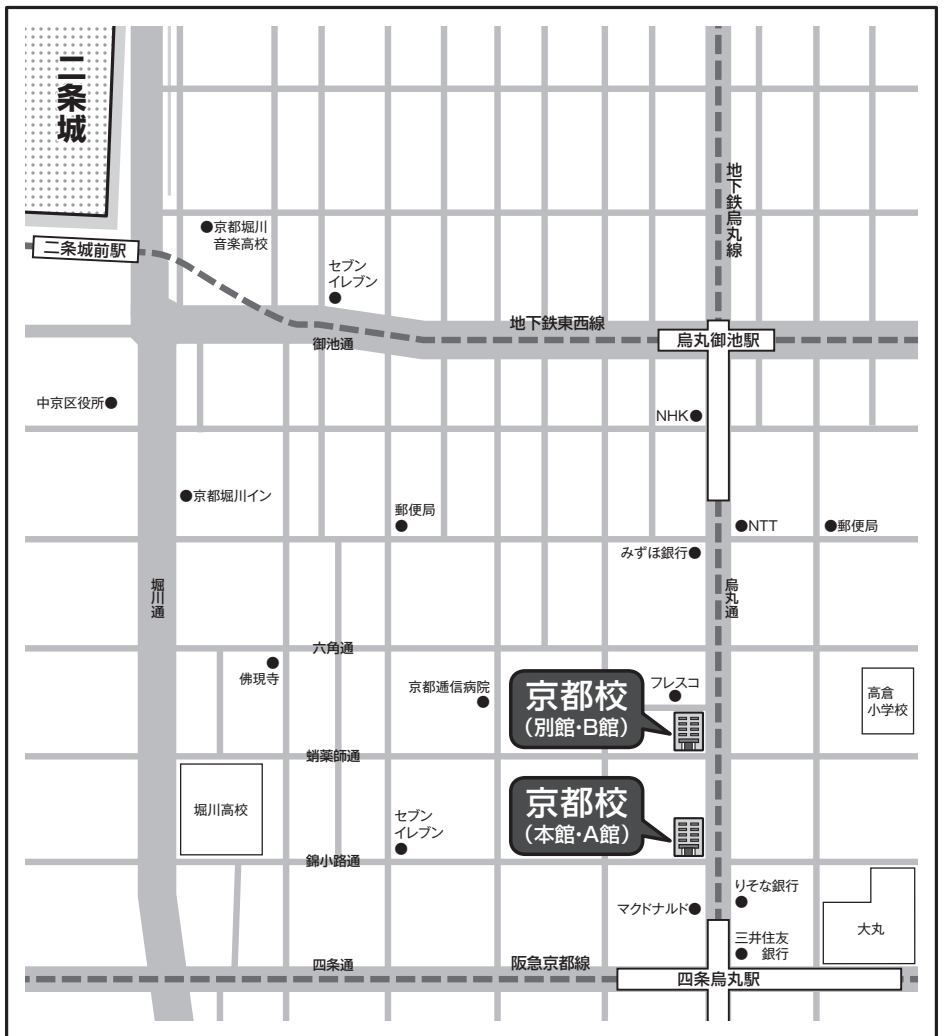 二条城
地下鉄烏丸線
京都堀川
音楽高校
二条城前駅
セブン
イレブン
地下鉄東西線
御池通
烏丸御池駅
中京区役所
NHK
京都堀川イン
郵便局
NTT
郵便局
みずほ銀行
堀川通
烏丸通
六角通
佛現寺
京都逓信病院
京都校
(別館・B館)
フレスコ
高倉
小学校
蛸薬師通
堀川高校
京都校
(本館・A館)
セブン
イレブン
錦小路通
りそな銀行
マクドナルド
大丸
三井住友
銀行
四条通
阪急京都線
四条烏丸駅